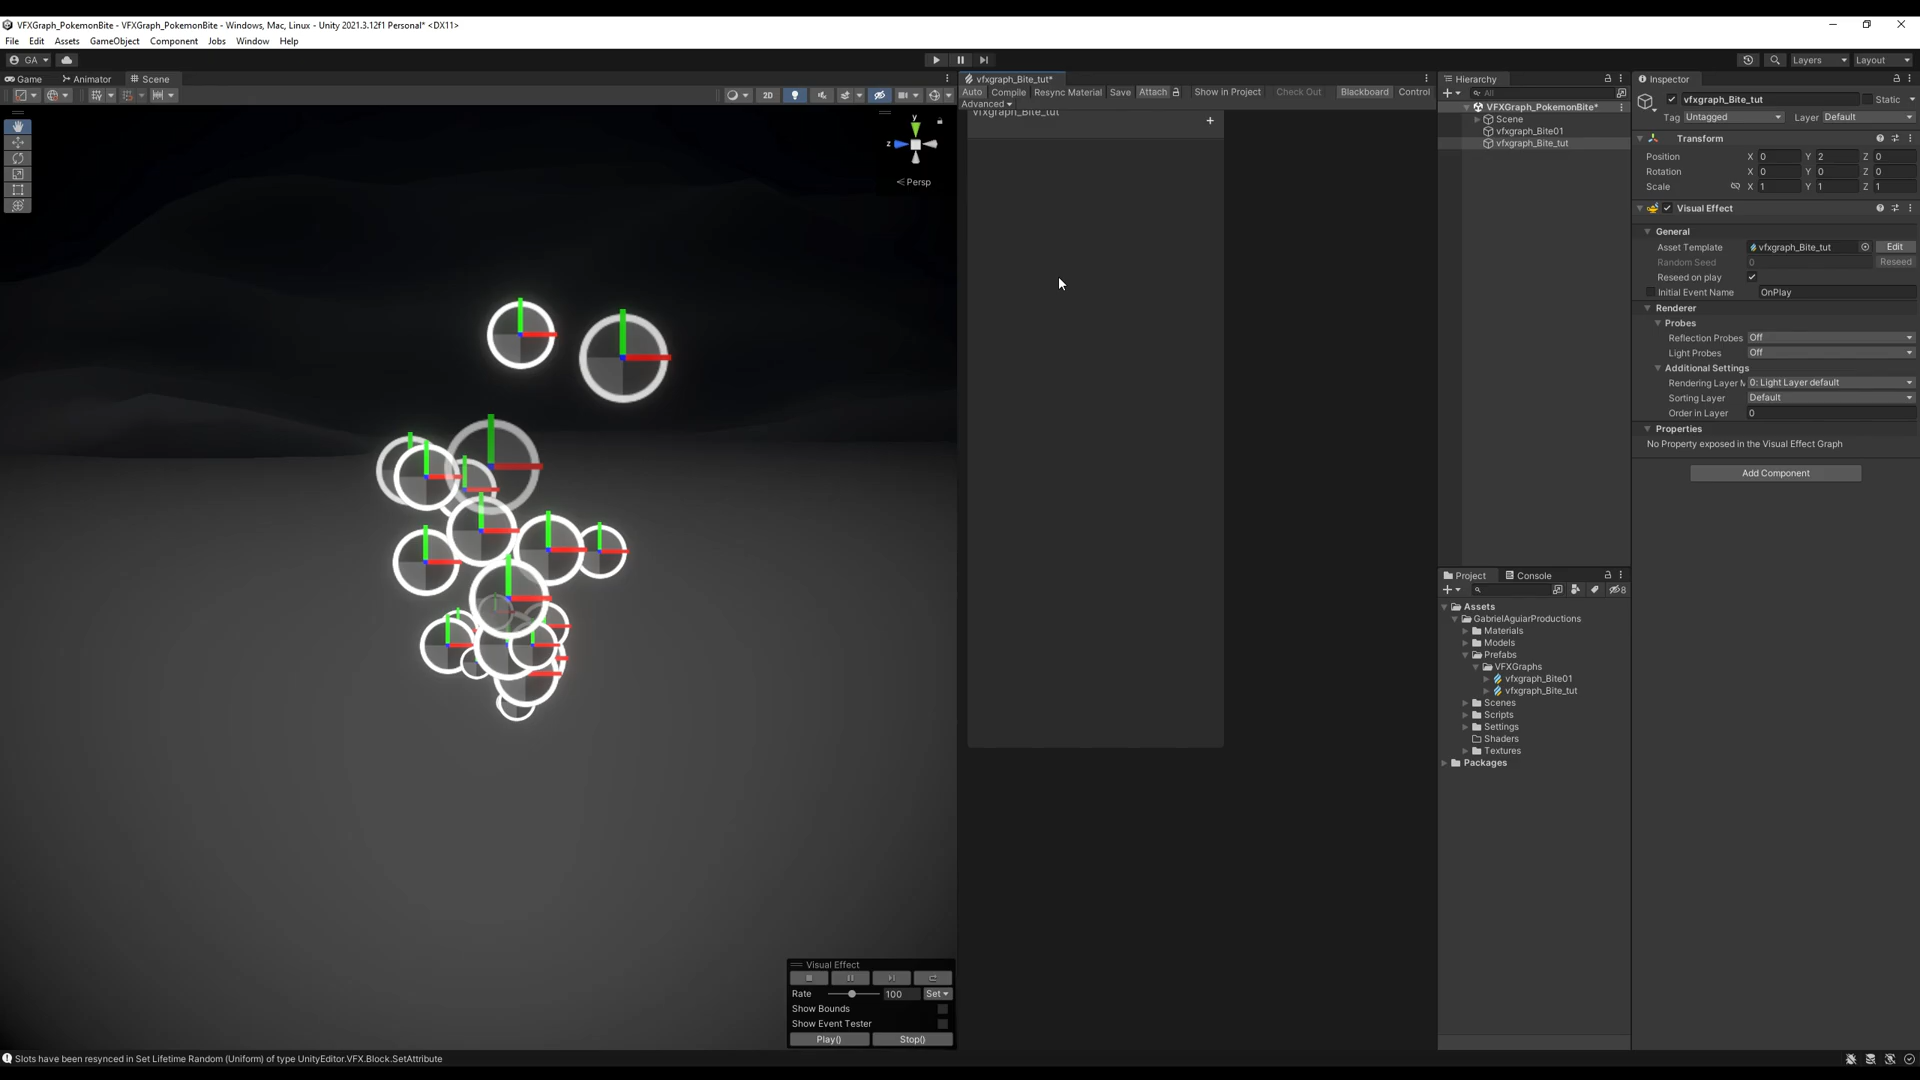 VFXGraph_PokemonBite - VFXGraph_PokemonBite - Windows, Mac, Linux - Unity 2021.3.12f1 Personal* <DX11>
File Edit Assets GameObject Component Jobs Window Help
GA Layers Layout
Game Animator Scene
2D
y
z
Persp
vfxgraph_Bite_tut*
Auto Compile Resync Material Save Attach Show in Project Check Out Blackboard Control
Advanced
vfxgraph_Bite_tut
+
Hierarchy
All
VFXGraph_PokemonBite*
Scene
vfxgraph_Bite01
vfxgraph_Bite_tut
Project Console
8
Assets
GabrielAguiarProductions
Materials
Models
Prefabs
VFXGraphs
vfxgraph_Bite01
vfxgraph_Bite_tut
Scenes
Scripts
Settings
Shaders
Textures
Packages
Inspector
vfxgraph_Bite_tut Static
Tag Untagged Layer Default
Transform
Position X 0 Y 2 Z 0
Rotation X 0 Y 0 Z 0
Scale X 1 Y 1 Z 1
Visual Effect
General
Asset Template vfxgraph_Bite_tut Edit
Random Seed 0 Reseed
Reseed on play
Initial Event Name OnPlay
Renderer
Probes
Reflection Probes Off
Light Probes Off
Additional Settings
Rendering Layer M 0: Light Layer default
Sorting Layer Default
Order in Layer 0
Properties
No Property exposed in the Visual Effect Graph
Add Component
Visual Effect
Rate 100 Set
Show Bounds
Show Event Tester
Play() Stop()
Slots have been resynced in Set Lifetime Random (Uniform) of type UnityEditor.VFX.Block.SetAttribute